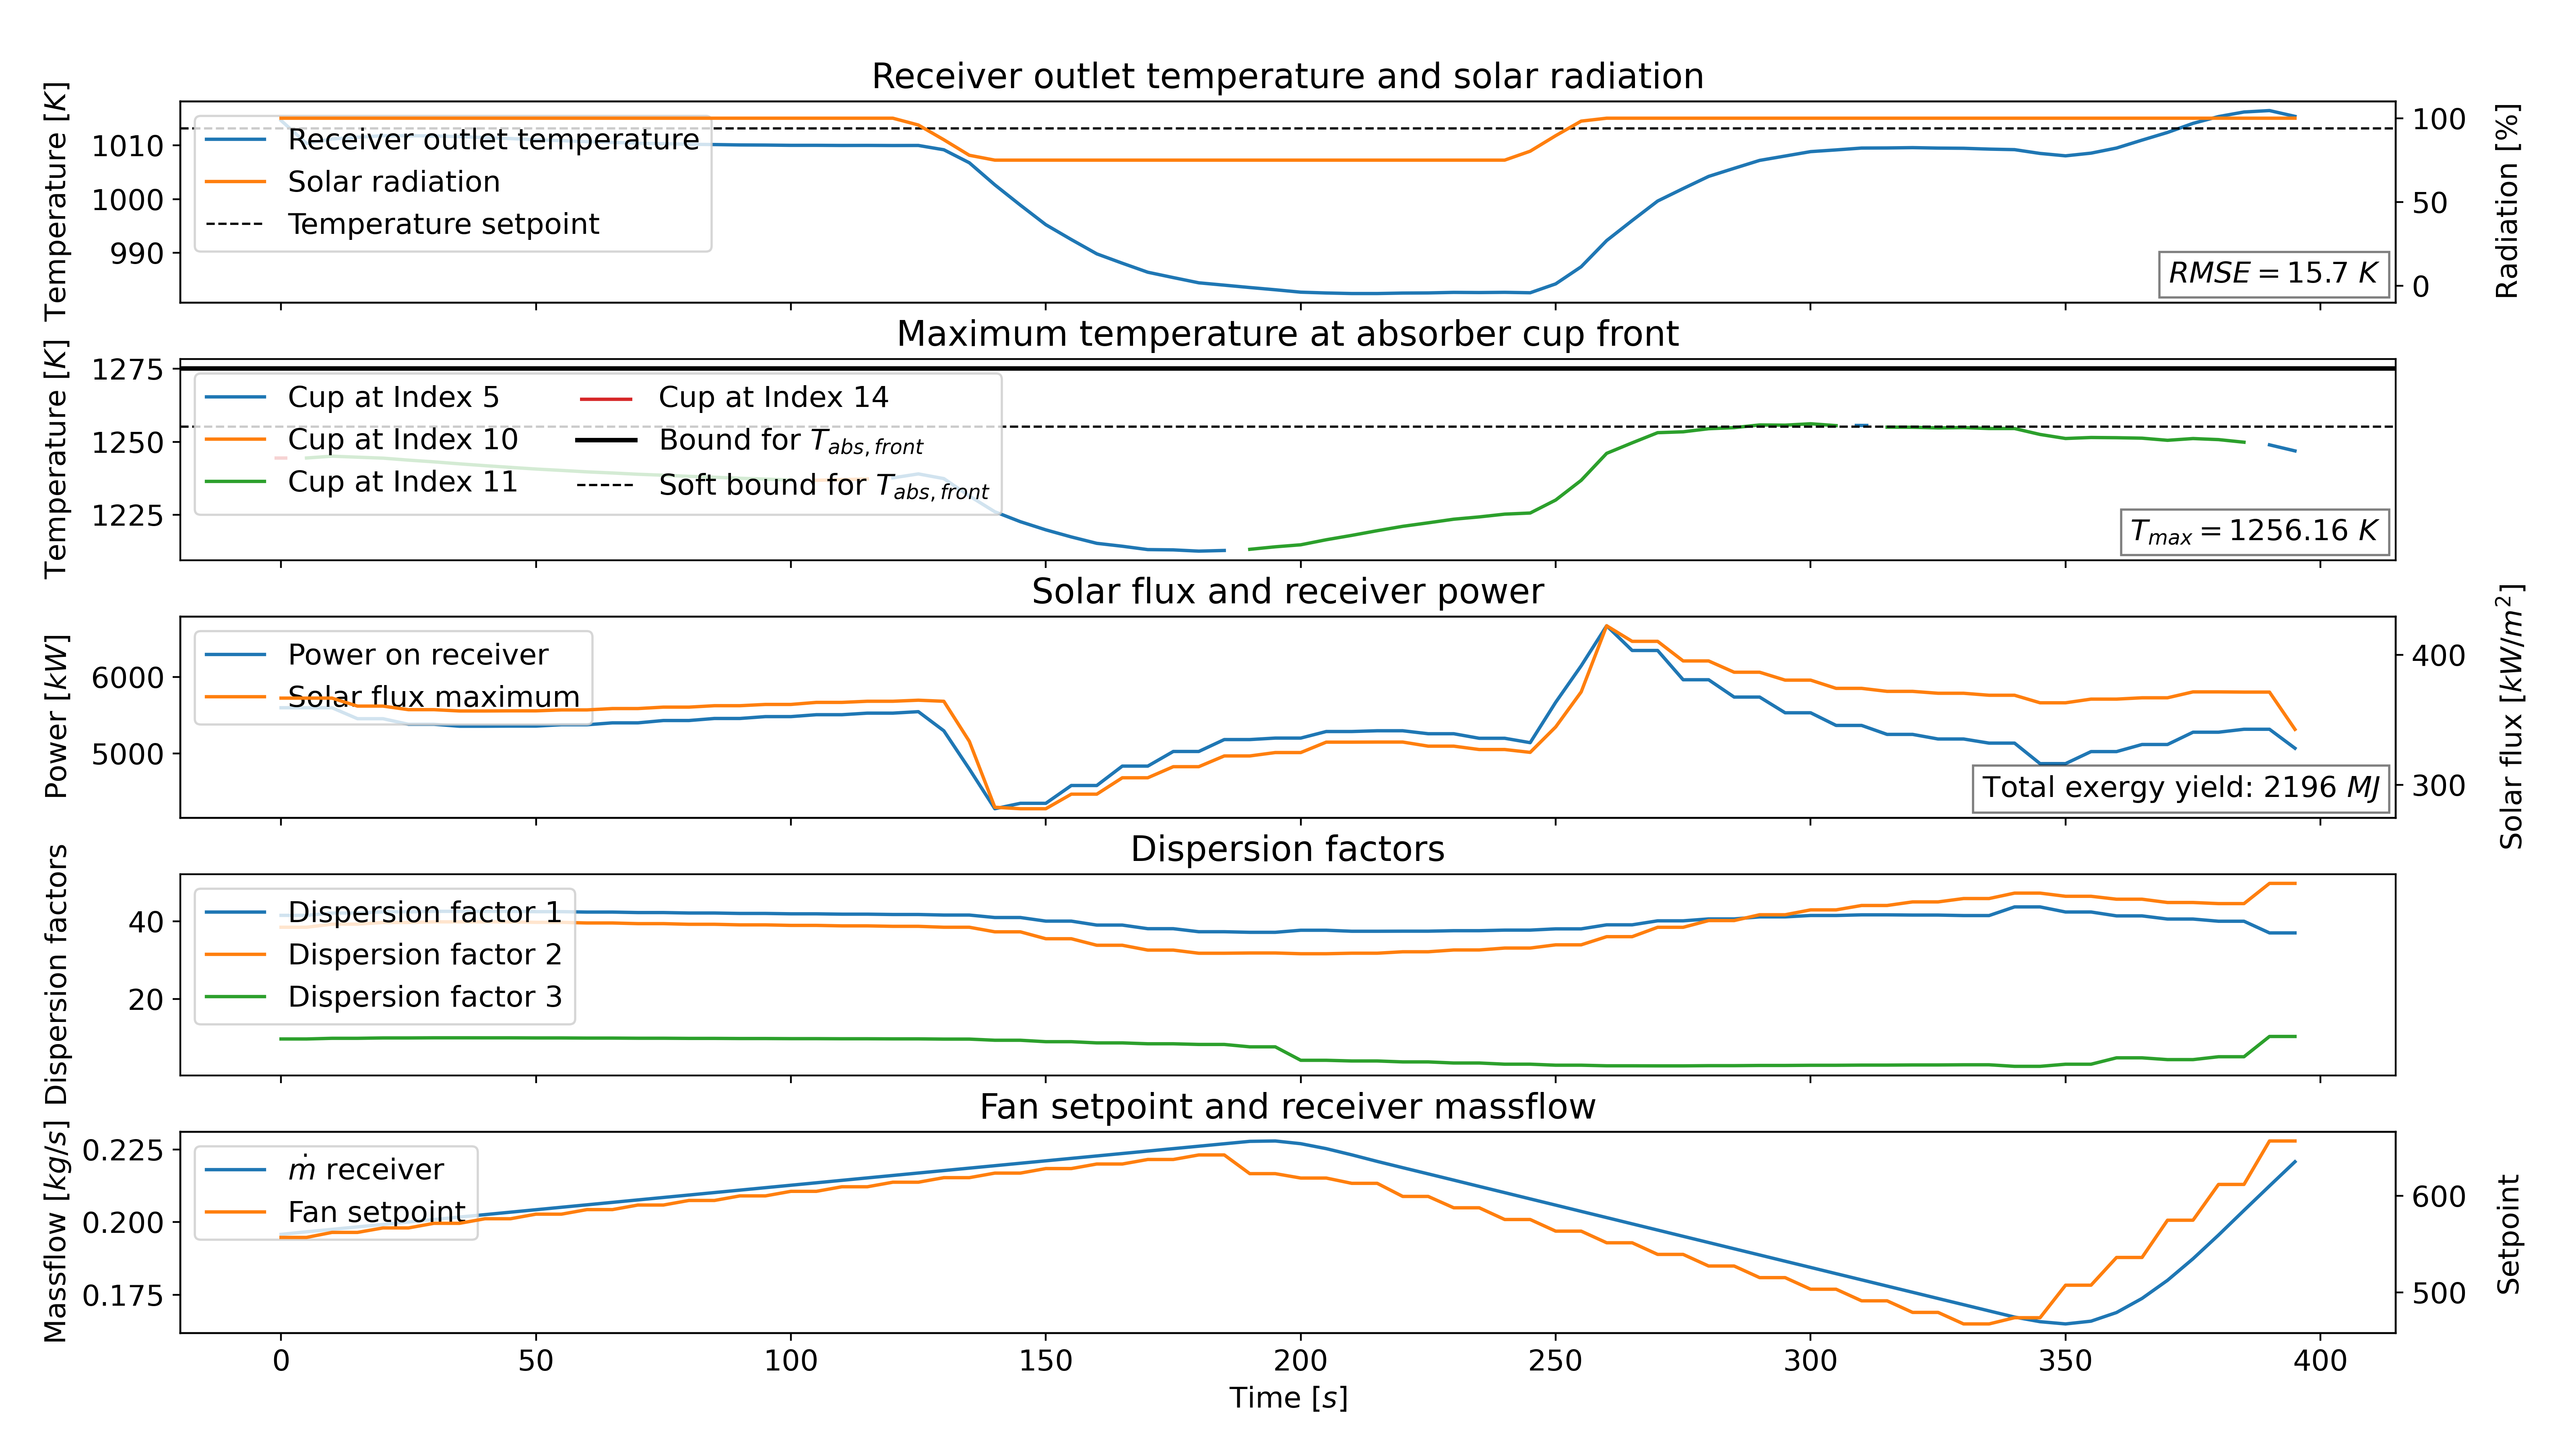 Receiver outlet temperature and solar radiation
Temperature [K]
1010
1000
990
Receiver outlet temperature
Solar radiation
Temperature setpoint
RMSE = 15.7 K
100
50
0
Radiation [%]
Maximum temperature at absorber cup front
Temperature [K]
1275
1250
1225
Cup at Index 5
Cup at Index 10
Cup at Index 11
Cup at Index 14
Bound for T_{abs,front}
Soft bound for T_{abs,front}
T_{max} = 1256.16 K
Solar flux and receiver power
Power [kW]
6000
5000
Power on receiver
Solar flux maximum
Total exergy yield: 2196 MJ
400
300
Solar flux [kW/m²]
Dispersion factors
Dispersion factors
40
20
Dispersion factor 1
Dispersion factor 2
Dispersion factor 3
Fan setpoint and receiver massflow
Massflow [kg/s]
0.225
0.200
0.175
ṁ receiver
Fan setpoint
600
500
Setpoint
0 50 100 150 200 250 300 350 400
Time [s]